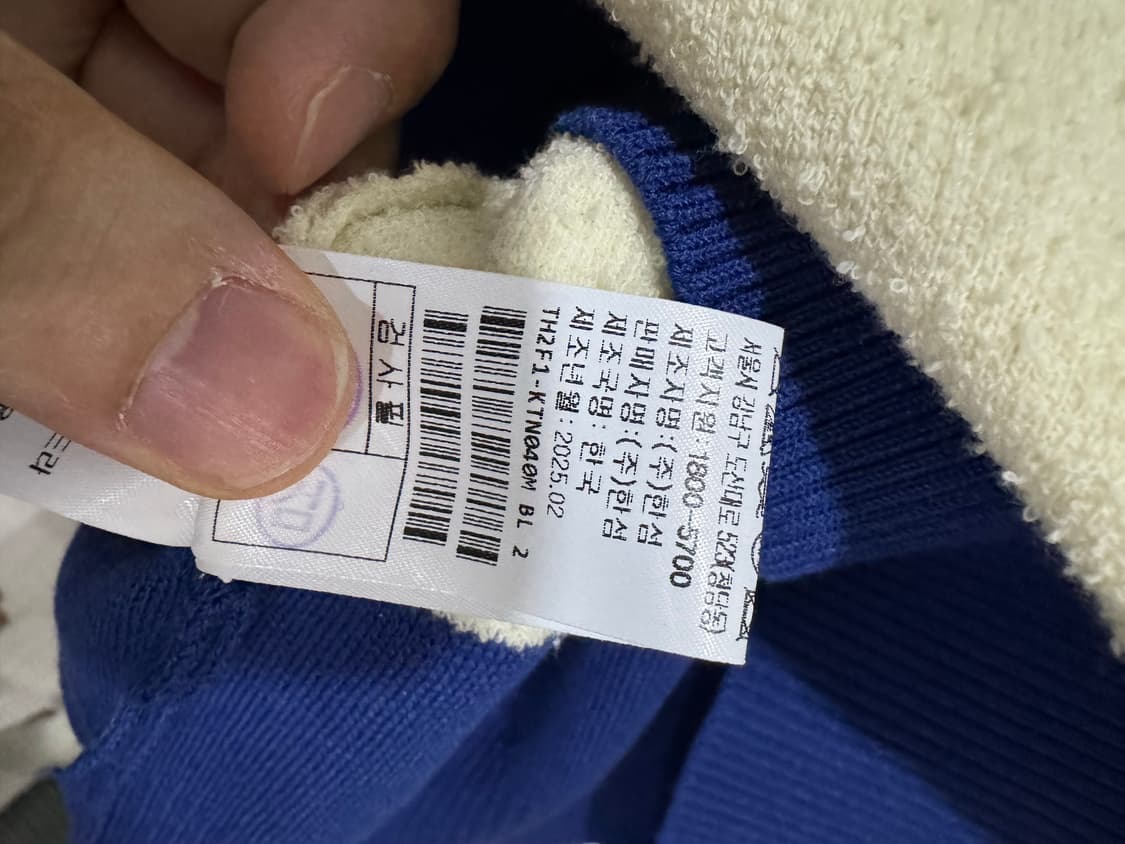 서울시 강남구 도산대로 523(청담동)
고객지원:1800-5700
제조사명:(주)한섬
판매자명:(주)한섬
제조국명: 한국
제조년월: 2025.02
TH2F1-KTN040M BL 2
검사필